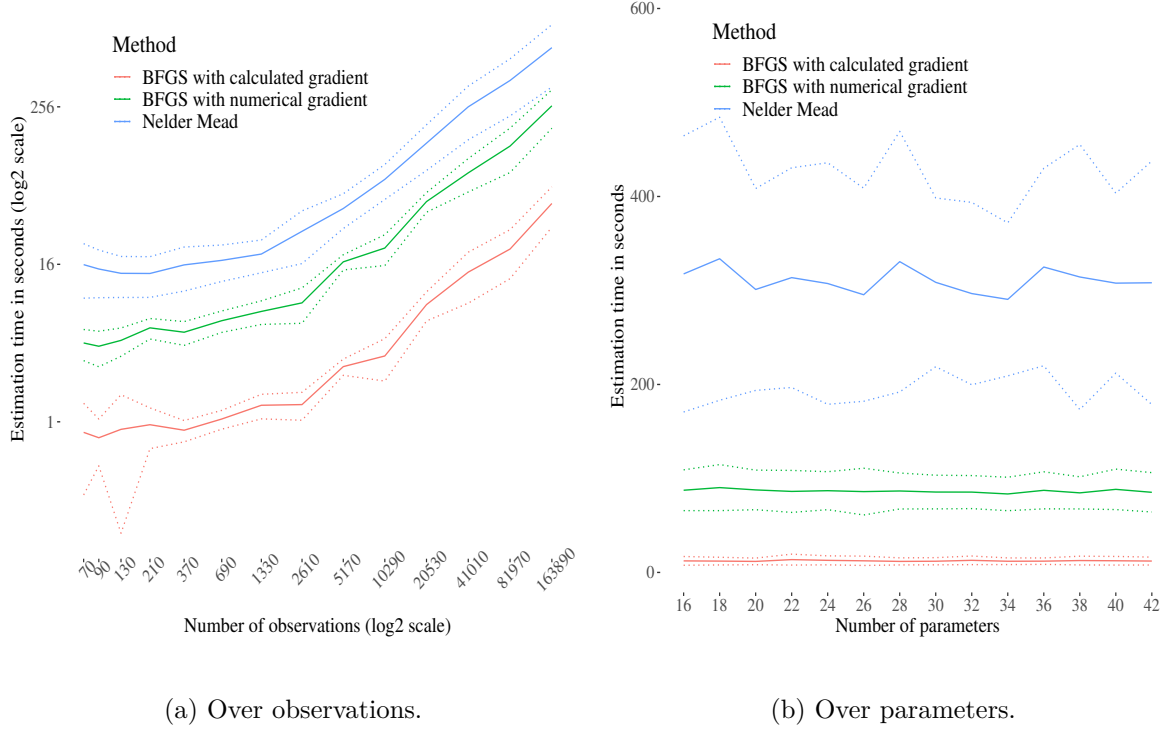 Method
BFGS with calculated gradient
BFGS with numerical gradient
Nelder Mead
256
16
1
Estimation time in seconds (log2 scale)
70
90
130
210
370
690
1330
2610
5170
10290
20530
41010
81970
163890
Number of observations (log2 scale)
(a) Over observations.
Method
BFGS with calculated gradient
BFGS with numerical gradient
Nelder Mead
600
400
200
0
Estimation time in seconds
16 18 20 22 24 26 28 30 32 34 36 38 40 42
Number of parameters
(b) Over parameters.